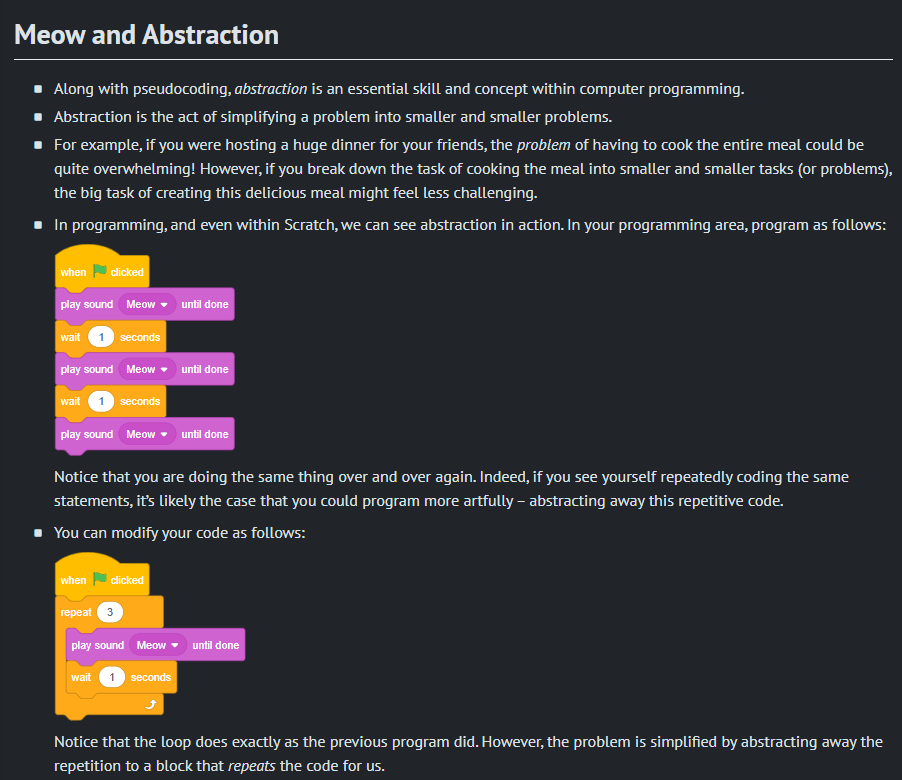 Meow and Abstraction
Along with pseudocoding, abstraction is an essential skill and concept within computer programming.
Abstraction is the act of simplifying a problem into smaller and smaller problems.
For example, if you were hosting a huge dinner for your friends, the problem of having to cook the entire meal could be
quite overwhelming! However, if you break down the task of cooking the meal into smaller and smaller tasks (or problems),
the big task of creating this delicious meal might feel less challenging.
In programming, and even within Scratch, we can see abstraction in action. In your programming area, program as follows:
when clicked
play sound Meow until done
wait 1 seconds
play sound Meow until done
wait 1 seconds
play sound Meow until done
Notice that you are doing the same thing over and over again. Indeed, if you see yourself repeatedly coding the same
statements, it’s likely the case that you could program more artfully – abstracting away this repetitive code.
You can modify your code as follows:
when clicked
repeat 3
play sound Meow until done
wait 1 seconds
Notice that the loop does exactly as the previous program did. However, the problem is simplified by abstracting away the
repetition to a block that repeats the code for us.